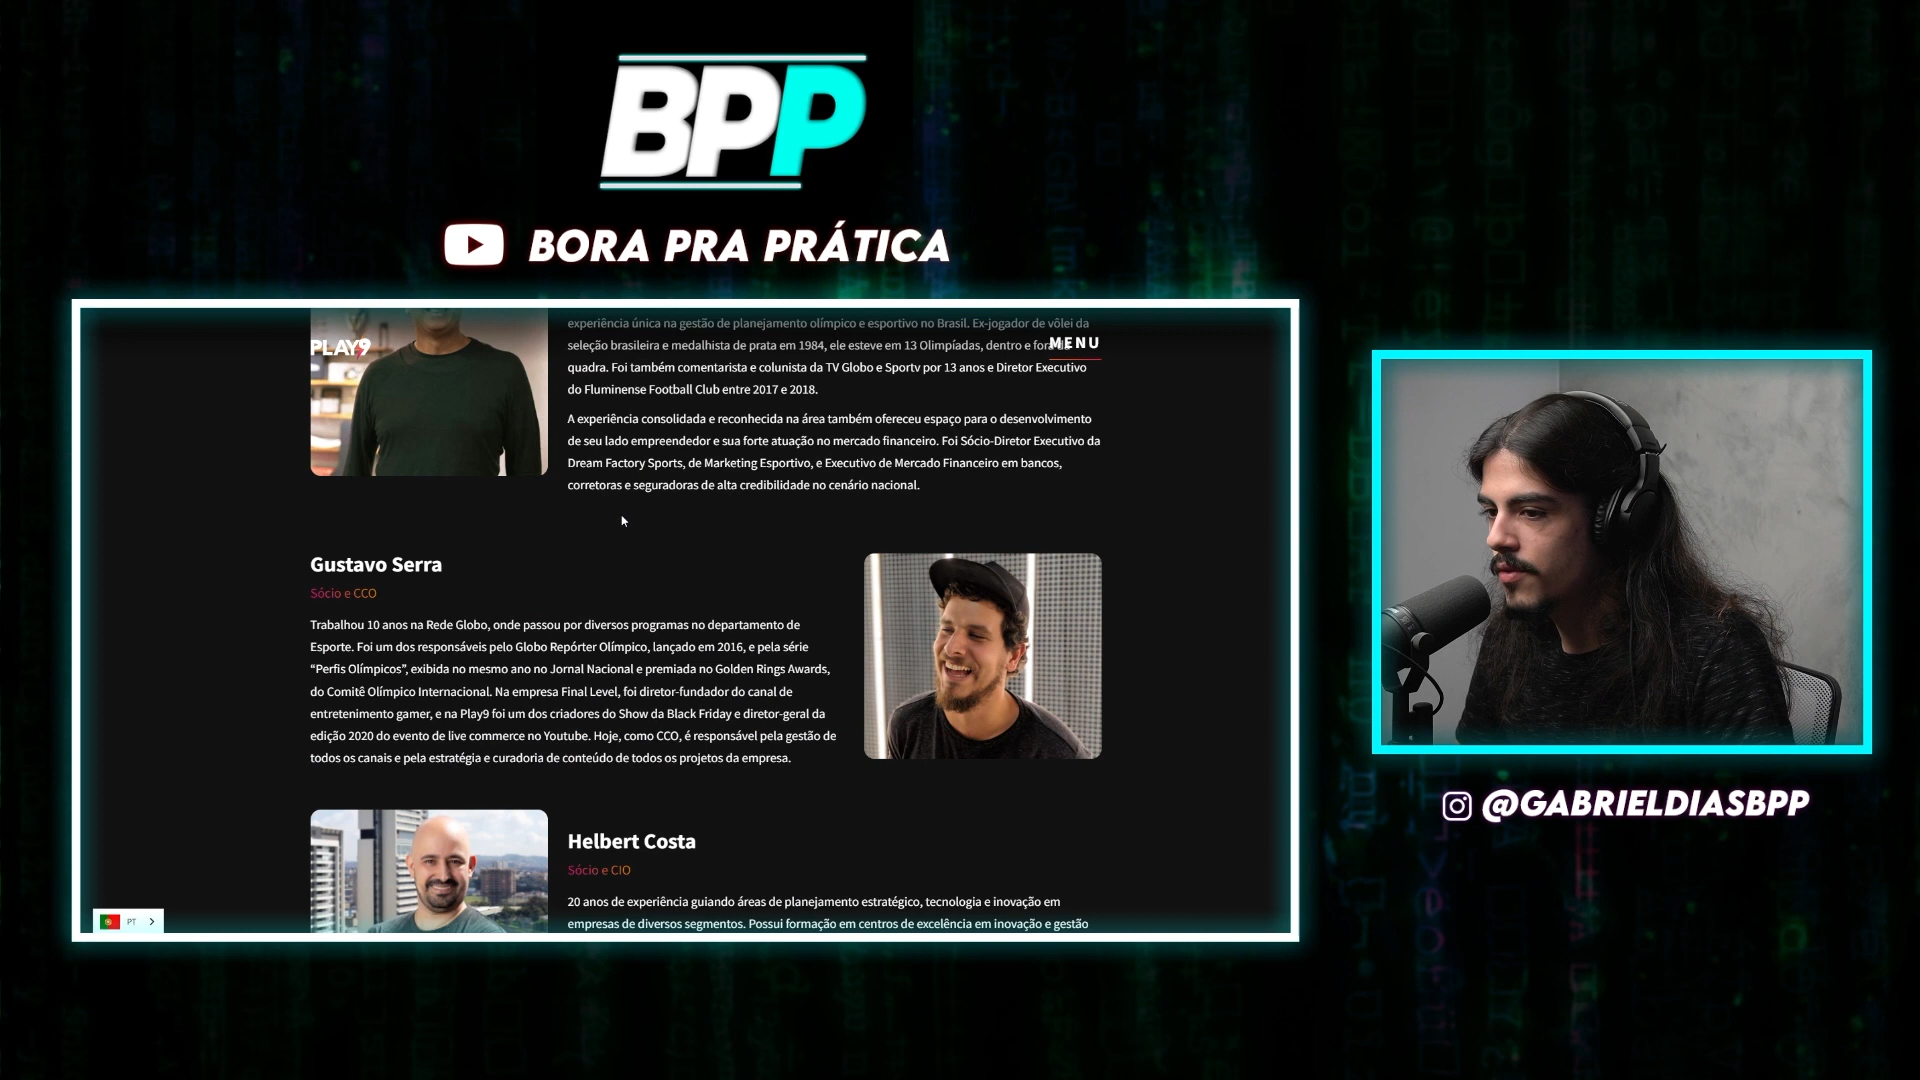 BPP
BORA PRA PRÁTICA
experiência única na gestão de planejamento olímpico e esportivo no Brasil. Ex-jogador de vôlei da
seleção brasileira e medalhista de prata em 1984, ele esteve em 13 Olimpíadas, dentro e fora da
quadra. Foi também comentarista e colunista da TV Globo e Sportv por 13 anos e Diretor Executivo
do Fluminense Football Club entre 2017 e 2018.
PLAY9
MENU
A experiência consolidada e reconhecida na área também ofereceu espaço para o desenvolvimento
de seu lado empreendedor e sua forte atuação no mercado financeiro. Foi Sócio-Diretor Executivo da
Dream Factory Sports, de Marketing Esportivo, e Executivo de Mercado Financeiro em bancos,
corretoras e seguradoras de alta credibilidade no cenário nacional.
Gustavo Serra
Sócio e CCO
Trabalhou 10 anos na Rede Globo, onde passou por diversos programas no departamento de
Esporte. Foi um dos responsáveis pelo Globo Repórter Olímpico, lançado em 2016, e pela série
“Perfis Olímpicos”, exibida no mesmo ano no Jornal Nacional e premiada no Golden Rings Awards,
do Comitê Olímpico Internacional. Na empresa Final Level, foi diretor-fundador do canal de
entretenimento gamer, e na Play9 foi um dos criadores do Show da Black Friday e diretor-geral da
edição 2020 do evento de live commerce no Youtube. Hoje, como CCO, é responsável pela gestão de
todos os canais e pela estratégia e curadoria de conteúdo de todos os projetos da empresa.
Helbert Costa
Sócio e CIO
20 anos de experiência guiando áreas de planejamento estratégico, tecnologia e inovação em
empresas de diversos segmentos. Possui formação em centros de excelência em inovação e gestão
PT
@GABRIELDIASBPP